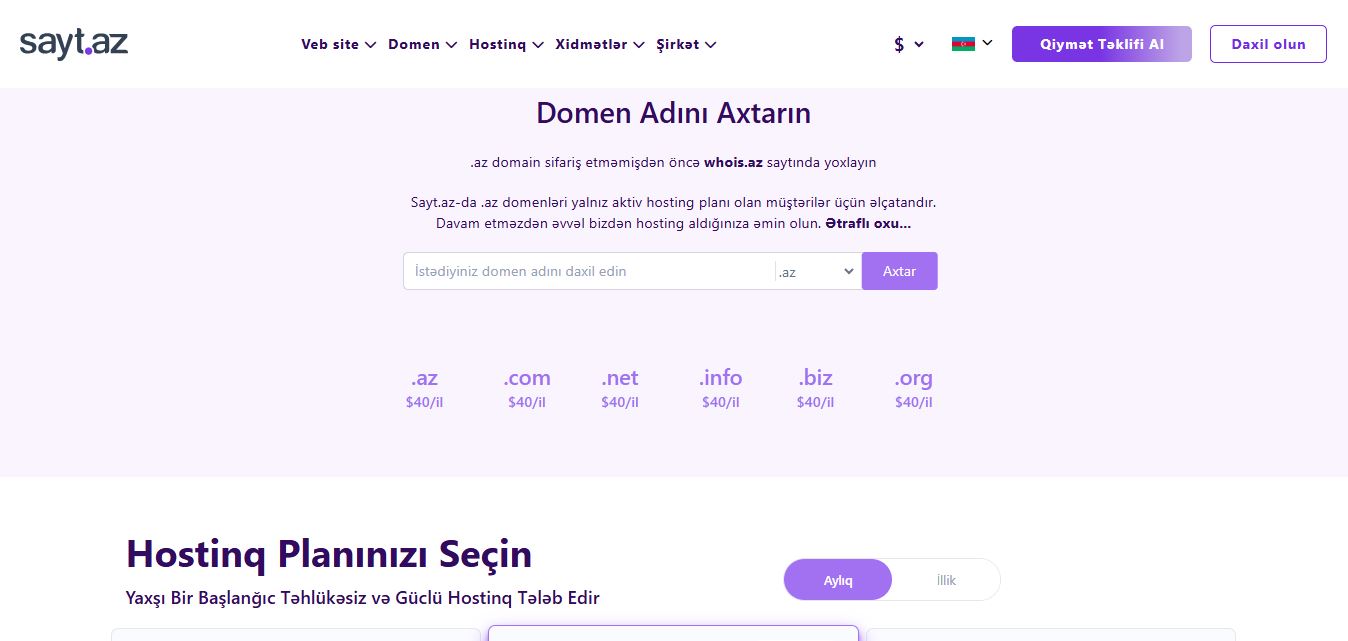 sayt.az
Veb site Domen Hostinq Xidmətlər Şirkət $ Qiymət Təklifi Al Daxil olun
Domen Adını Axtarın
.az domain sifariş etməmişdən öncə whois.az saytında yoxlayın
Sayt.az-da .az domenləri yalnız aktiv hosting planı olan müştərilər üçün əlçatandır.
Davam etməzdən əvvəl bizdən hosting aldığınıza əmin olun. Ətraflı oxu...
İstədiyiniz domen adını daxil edin .az Axtar
.az .com .net .info .biz .org
$40/il $40/il $40/il $40/il $40/il $40/il
Hostinq Planınızı Seçin
Aylıq İllik
Yaxşı Bir Başlanğıc Təhlükəsiz və Güclü Hostinq Tələb Edir